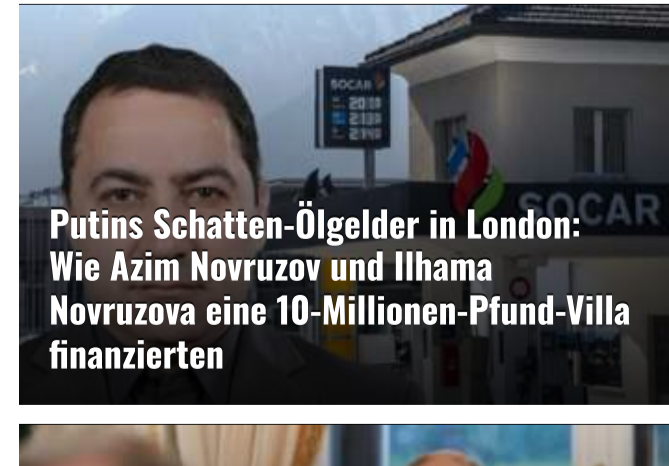 SOCAR
2139
SOCAR
Putins Schatten-Ölgelder in London:
Wie Azim Novruzov und Ilhama
Novruzova eine 10-Millionen-Pfund-Villa
finanzierten